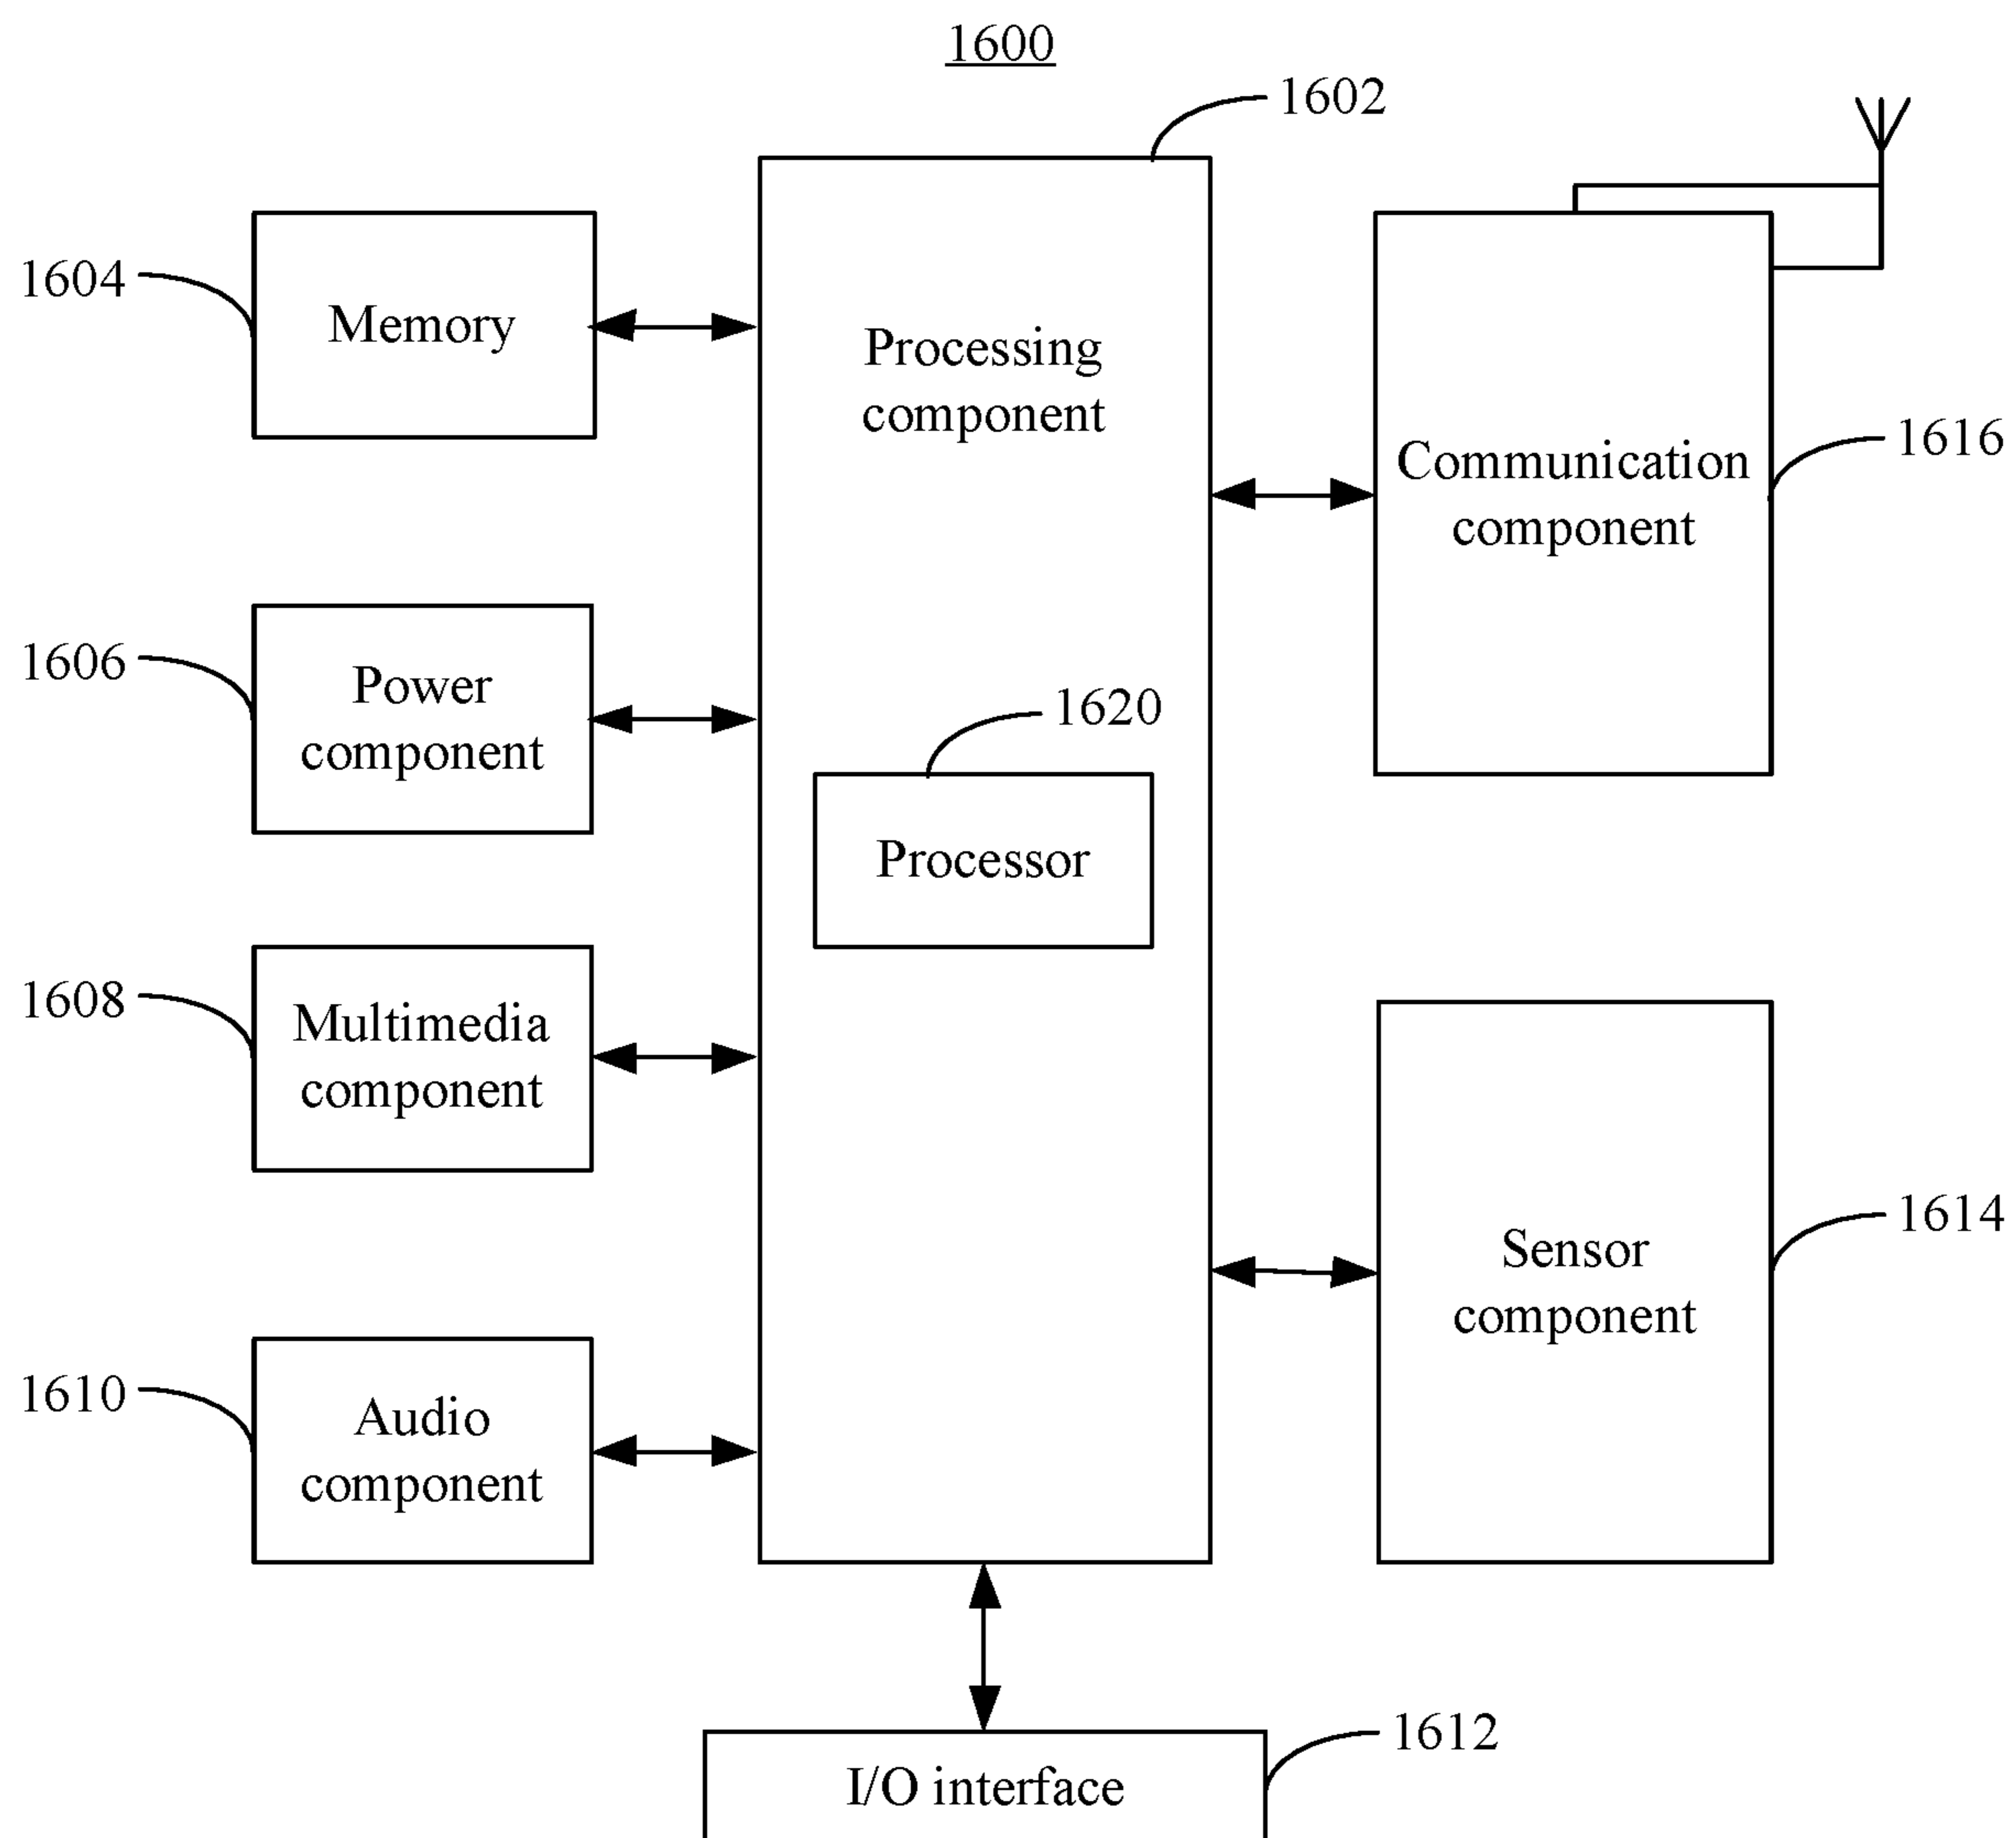 1600
1602
1604
Memory
Processing
component
Communication
component
1616
1606
Power
component
1620
Processor
1608
Multimedia
component
1614
Sensor
component
1610
Audio
component
1612
I/O interface